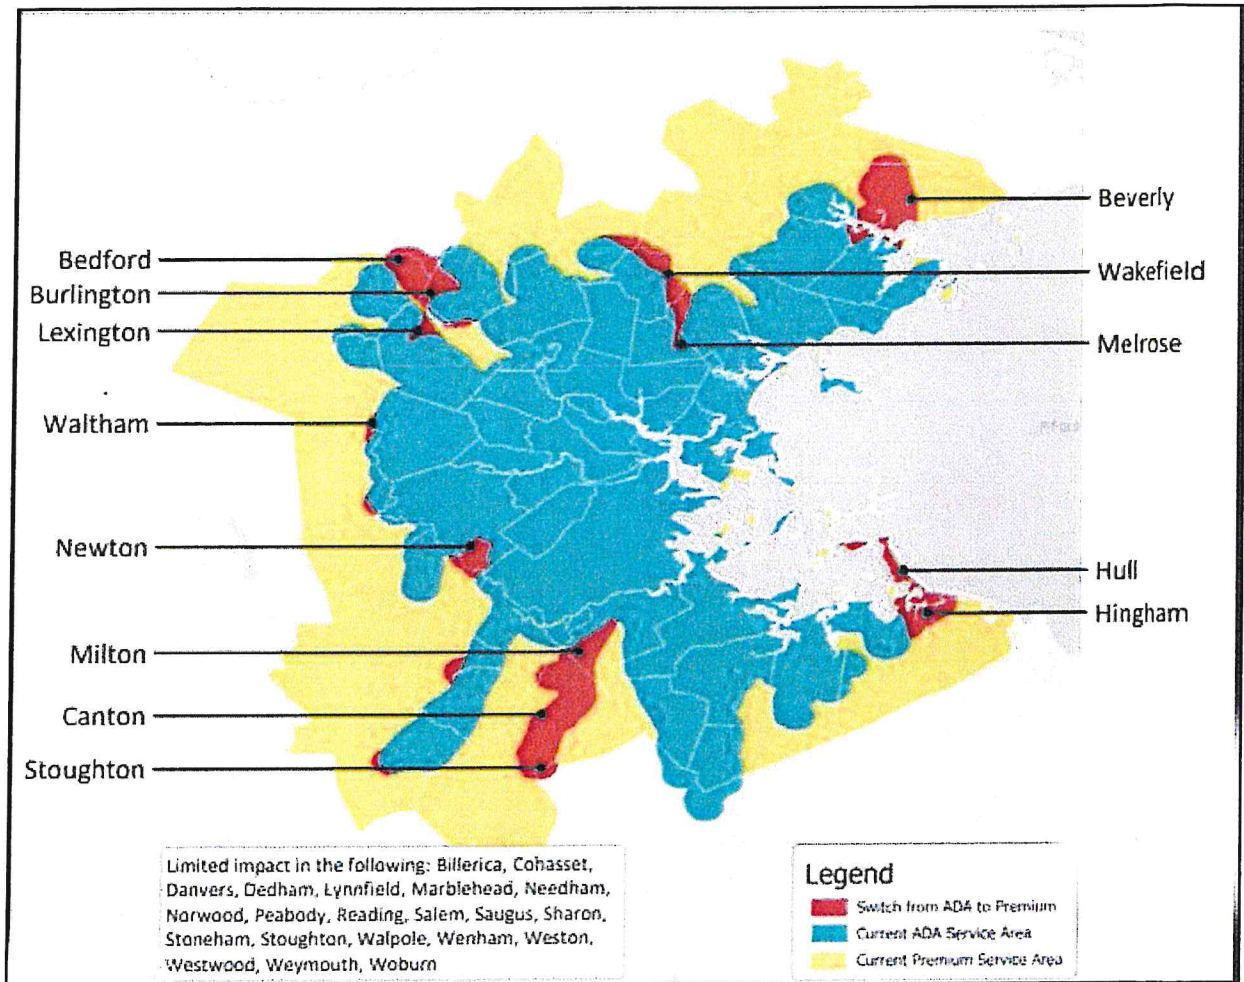 Beverly
Bedford
Wakefield
Burlington
Lexington
Melrose
Waltham
Newton
Hull
Hingham
Milton
Canton
Stoughton
Limited impact in the following: Billerica, Cohasset,
Danvers, Dedham, Lynnfield, Marblehead, Needham,
Norwood, Peabody, Reading, Salem, Saugus, Sharon,
Stoneham, Stoughton, Walpole, Wenham, Weston,
Westwood, Weymouth, Woburn
Legend
Switch from ADA to Premium
Current ADA Service Area
Current Premium Service Area